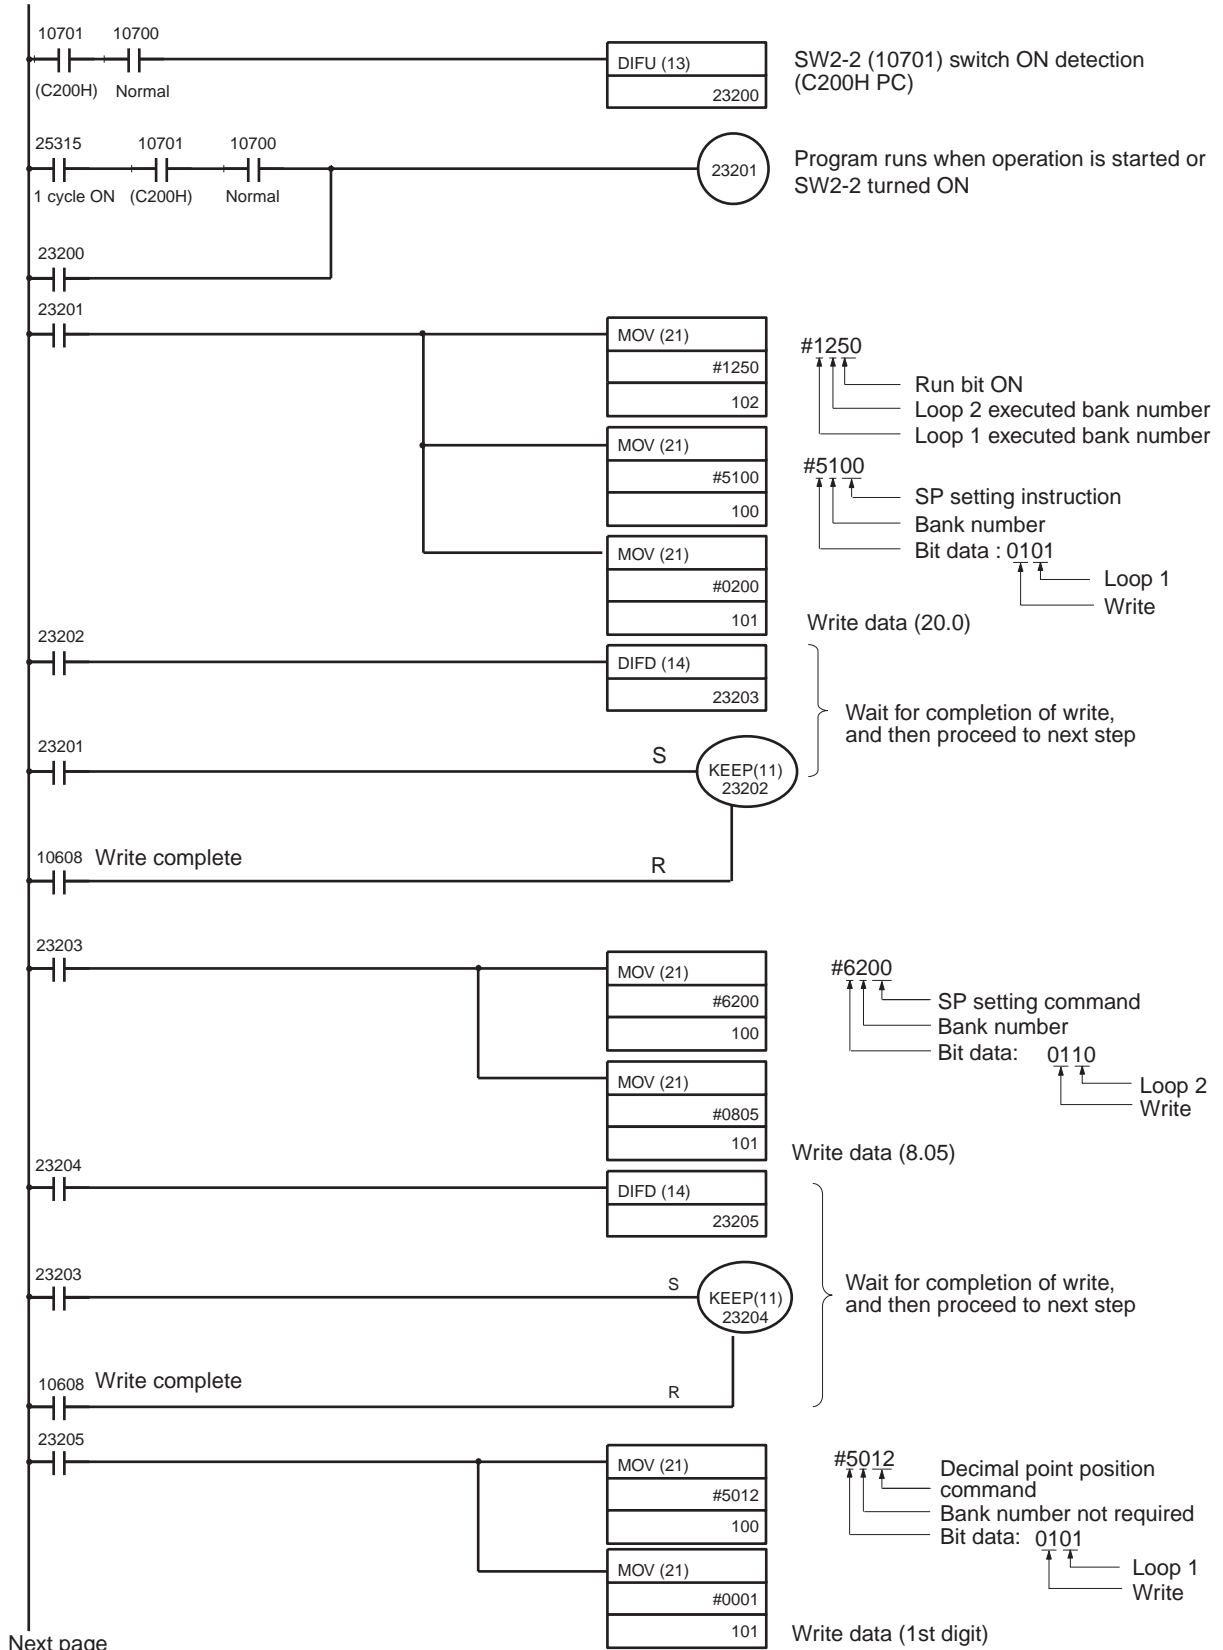 10701 10700
DIFU (13)
23200
(C200H) Normal
SW2-2 (10701) switch ON detection
(C200H PC)
25315 10701 10700
23201
1 cycle ON (C200H) Normal
Program runs when operation is started or
SW2-2 turned ON
23200
23201
MOV (21)
#1250
102
#1250
Run bit ON
Loop 2 executed bank number
Loop 1 executed bank number
MOV (21)
#5100
100
#5100
SP setting instruction
Bank number
Bit data : 0101
Loop 1
Write
MOV (21)
#0200
101
Write data (20.0)
23202
DIFD (14)
23203
Wait for completion of write,
and then proceed to next step
23201
S
KEEP(11)
23202
10608 Write complete
R
23203
MOV (21)
#6200
100
#6200
SP setting command
Bank number
Bit data: 0110
Loop 2
Write
MOV (21)
#0805
101
Write data (8.05)
23204
DIFD (14)
23205
23203
S
KEEP(11)
23204
Wait for completion of write,
and then proceed to next step
10608 Write complete
R
23205
MOV (21)
#5012
100
#5012
Decimal point position
command
Bank number not required
Bit data: 0101
Loop 1
Write
MOV (21)
#0001
101
Write data (1st digit)
Next page